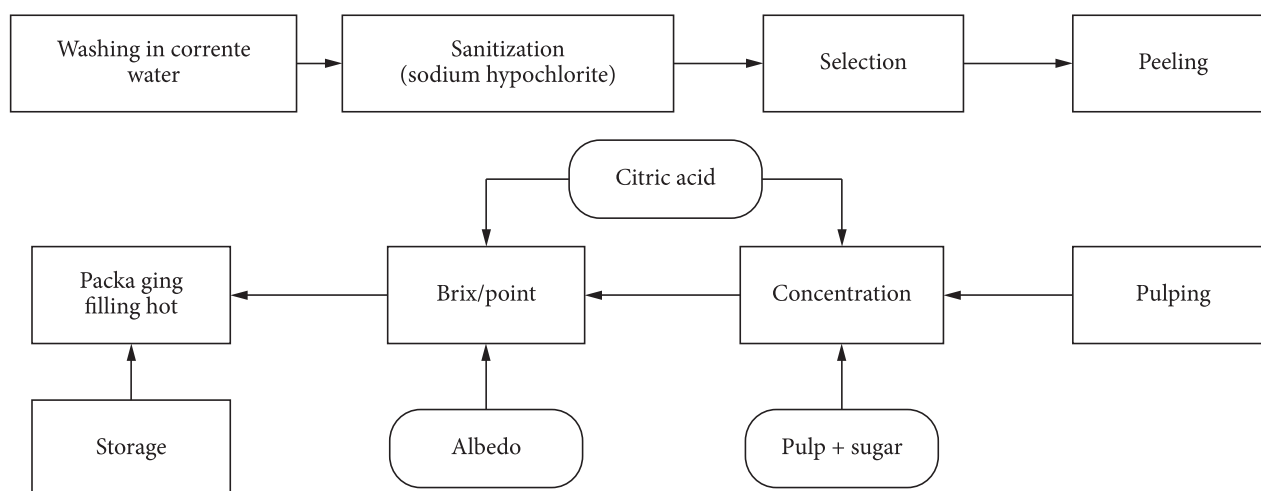 Washing in corrente
water
Sanitization
(sodium hypochlorite)
Selection
Peeling
Citric acid
Packa ging
filling hot
Brix/point
Concentration
Pulping
Storage
Albedo
Pulp + sugar